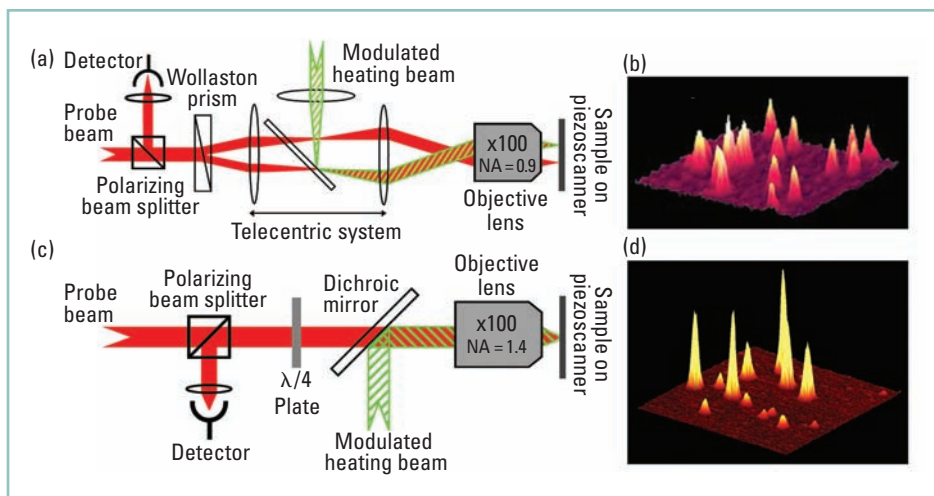 (a)
Detector
Probe
beam
Polarizing
beam splitter
Wollaston
prism
Modulated
heating beam
Telecentric system
x100
NA = 0.9
Objective
lens
Sample on
piezoscanner
(b)
(c)
Probe
beam
Polarizing
beam splitter
Detector
λ/4
Plate
Dichroic
mirror
Modulated
heating beam
Objective
lens
x100
NA = 1.4
Sample on
piezoscanner
(d)